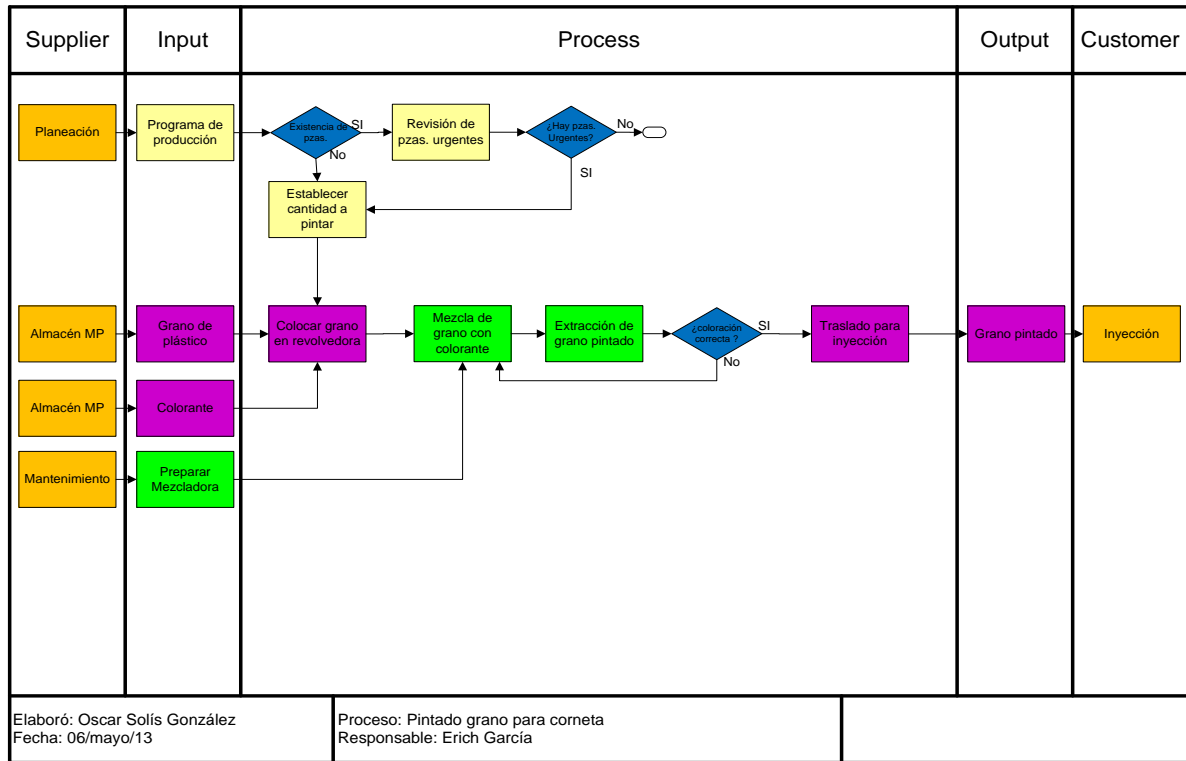 Supplier
Input
Process
Output
Customer
Planeación
Programa de
producción
Existencia de
pzas.
SI
No
Revisión de
pzas. urgentes
¿Hay pzas.
Urgentes?
No
SI
Establecer
cantidad a
pintar
Almacén MP
Grano de
plástico
Colocar grano
en revolvedora
Mezcla de
grano con
colorante
Extracción de
grano pintado
¿coloración
correcta ?
SI
No
Traslado para
inyección
Grano pintado
Inyección
Almacén MP
Colorante
Mantenimiento
Preparar
Mezcladora
Elaboró: Oscar Solís González
Fecha: 06/mayo/13
Proceso: Pintado grano para corneta
Responsable: Erich García